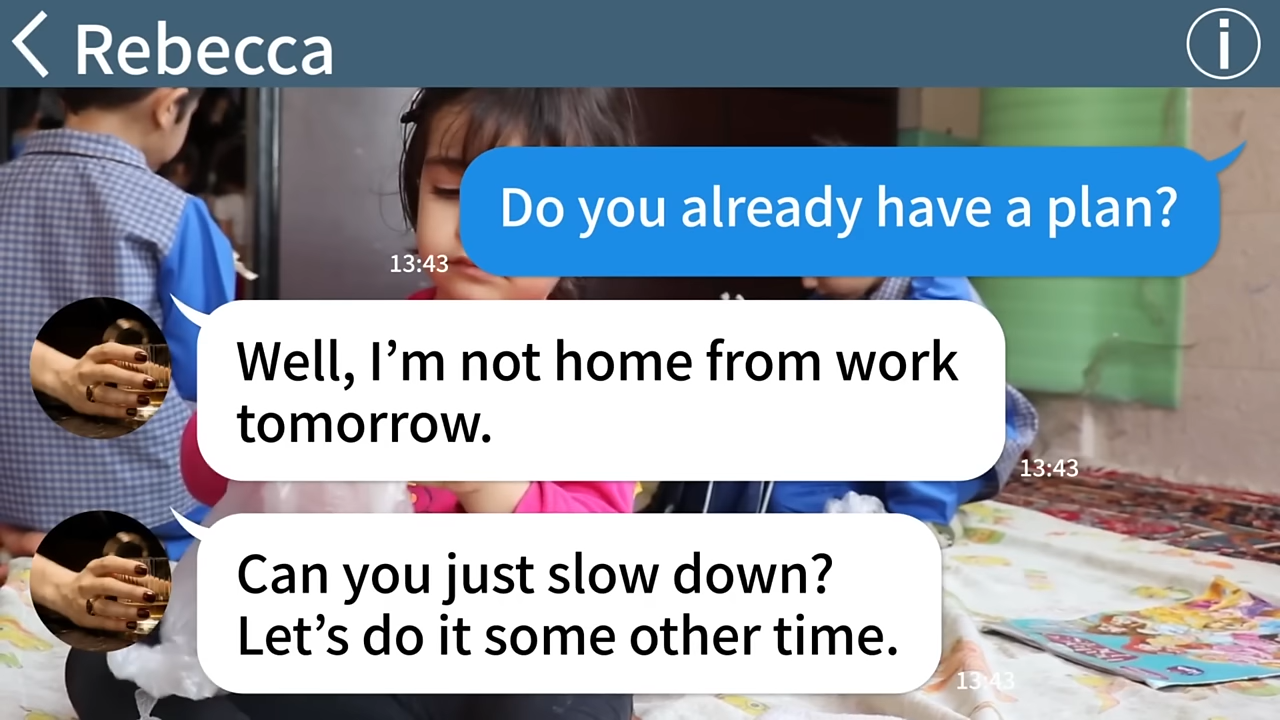 Rebecca
Do you already have a plan?
13:43
Well, I’m not home from work
tomorrow.
13:43
Can you just slow down?
Let’s do it some other time.
13:43